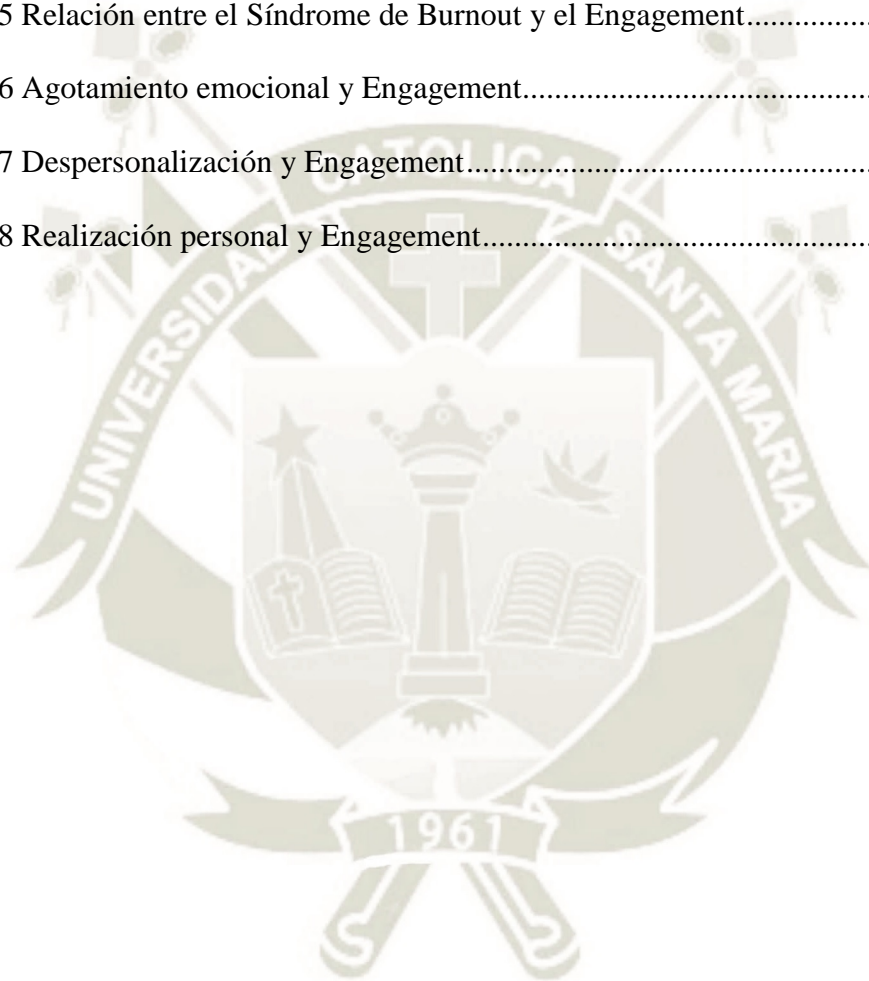 5 Relación entre el Síndrome de Burnout y el Engagement..............
6 Agotamiento emocional y Engagement.......................................
7 Despersonalización y Engagement.............................................
8 Realización personal y Engagement...........................................
UNIVERSIDAD CATOLICA SANTA MARIA
1961